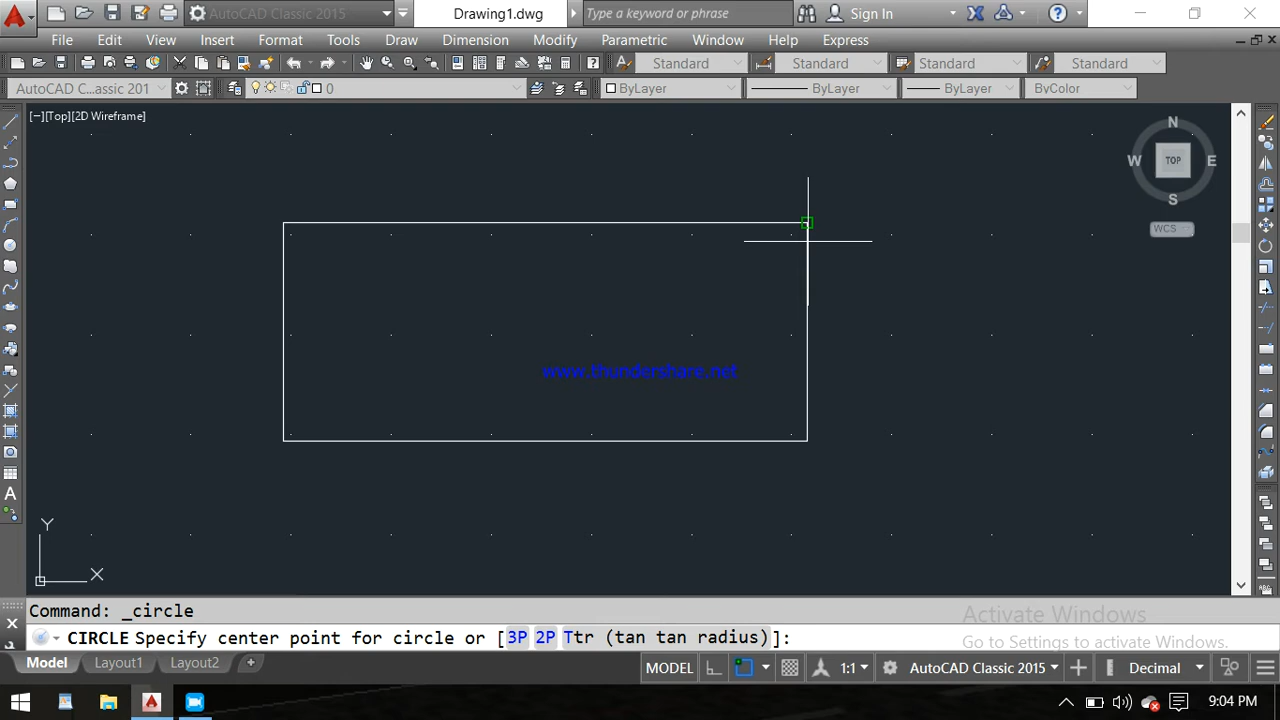 AutoCAD Classic 2015
Drawing1.dwg
Type a keyword or phrase
Sign In
File Edit View Insert Format Tools Draw Dimension Modify Parametric Window Help Express
Standard Standard Standard Standard
AutoCAD C...assic 201 0 ByLayer ByLayer ByLayer ByColor
[−][Top][2D Wireframe]
N
W TOP E
S
WCS
www.thundershare.net
Y
X
Command: _circle
CIRCLE Specify center point for circle or [3P 2P Ttr (tan tan radius)]:
Activate Windows
Go to Settings to activate Windows.
Model Layout1 Layout2 +
MODEL 1:1 AutoCAD Classic 2015 Decimal
9:04 PM